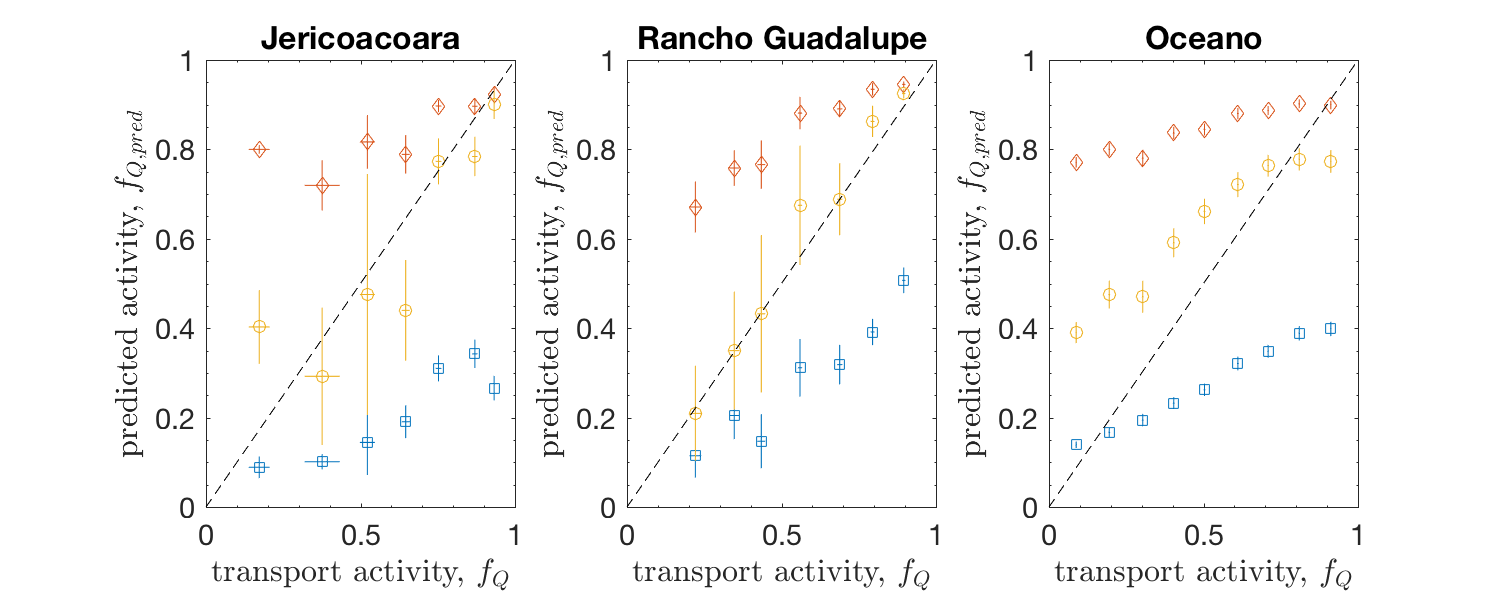 Jericoacoara
1
0.8
0.6
0.4
0.2
0
0 0.5 1
predicted activity, f_{Q,pred}
transport activity, f_Q
Rancho Guadalupe
1
0.8
0.6
0.4
0.2
0
0 0.5 1
predicted activity, f_{Q,pred}
transport activity, f_Q
Oceano
1
0.8
0.6
0.4
0.2
0
0 0.5 1
predicted activity, f_{Q,pred}
transport activity, f_Q